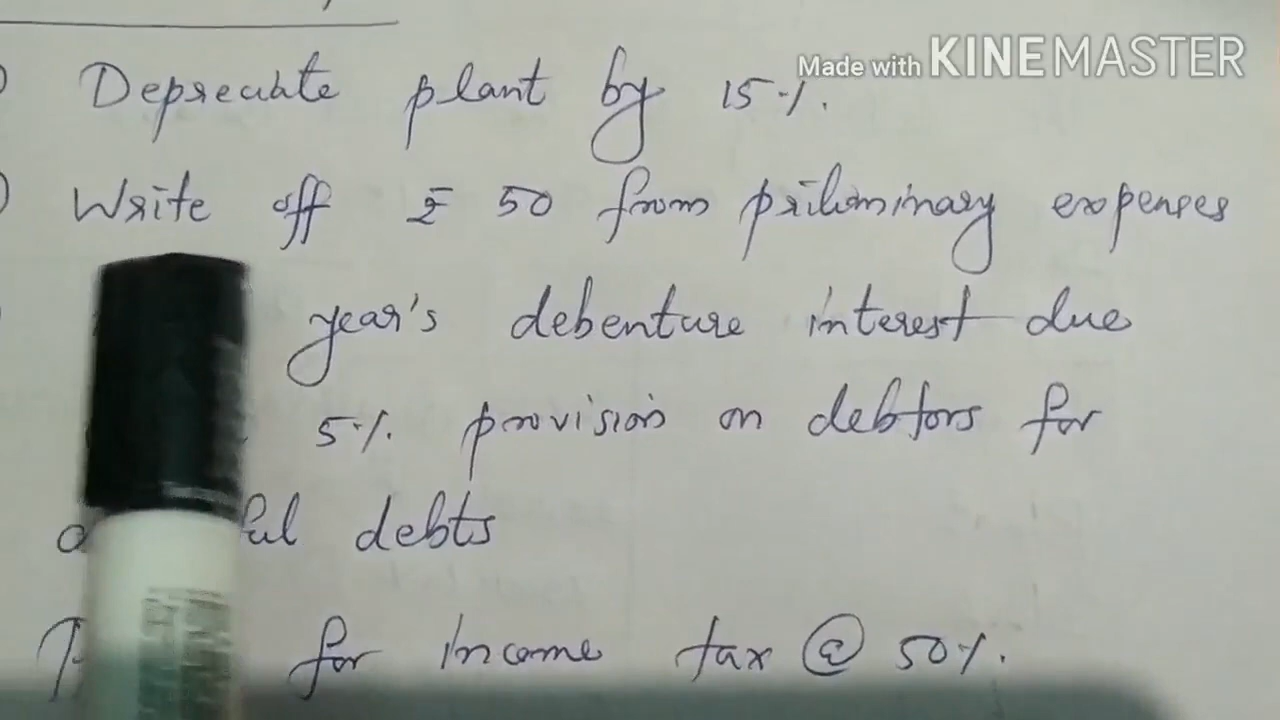 Made with KINEMASTER
Depreciate plant by 15%.
Write off ₹ 50 from priliminary expenses
year's debenture interest due
5% provision on debtors for
debts
for income tax @ 50%.